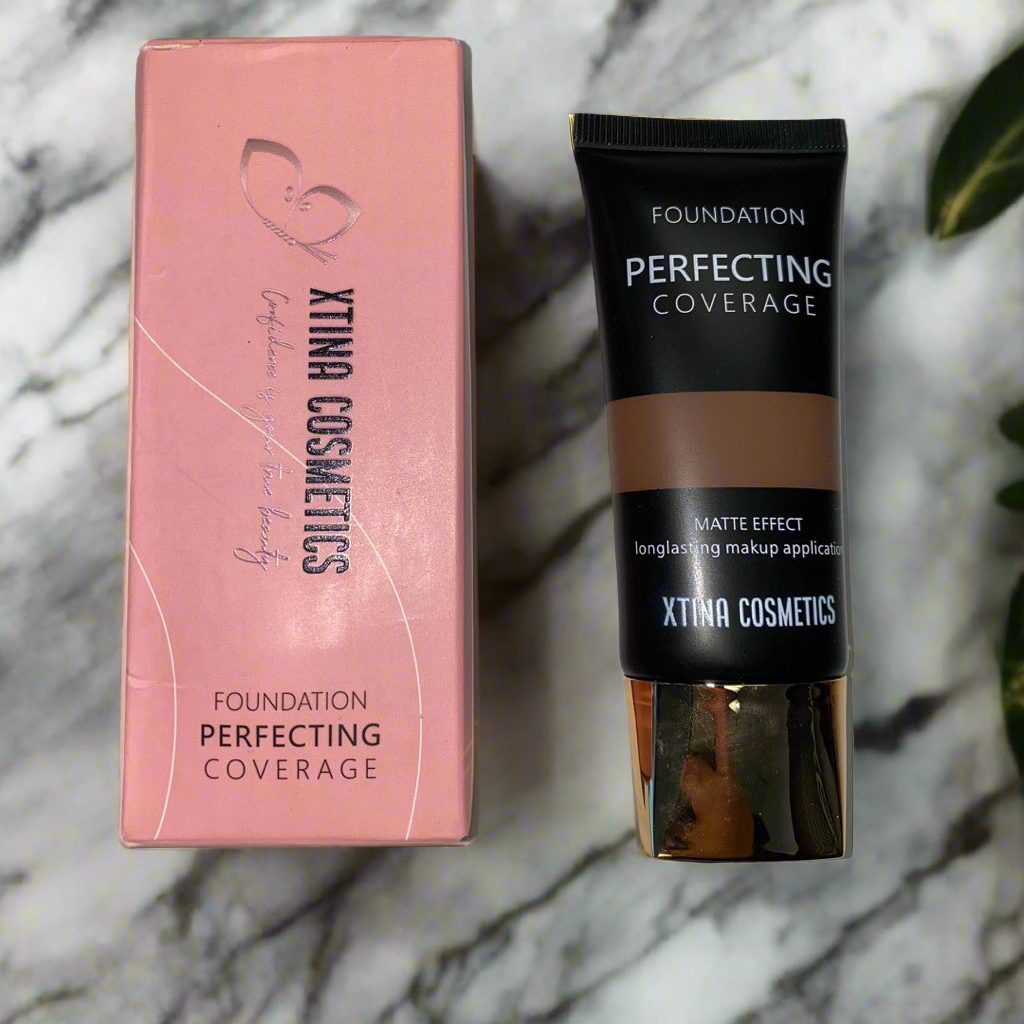 XTINA COSMETICS
Confidence is your true beauty
FOUNDATION
PERFECTING
COVERAGE
FOUNDATION
PERFECTING
COVERAGE
MATTE EFFECT
longlasting makup application
XTINA COSMETICS